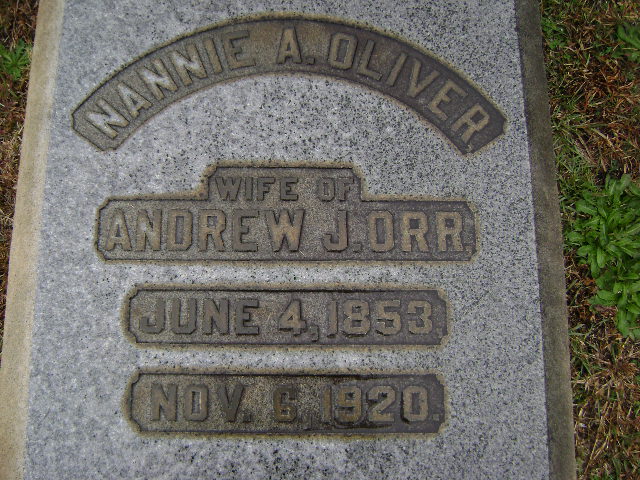 NANNIE A. OLIVER
WIFE OF
ANDREW J. ORR.
JUNE 4, 1853.
NOV. 6, 1920.